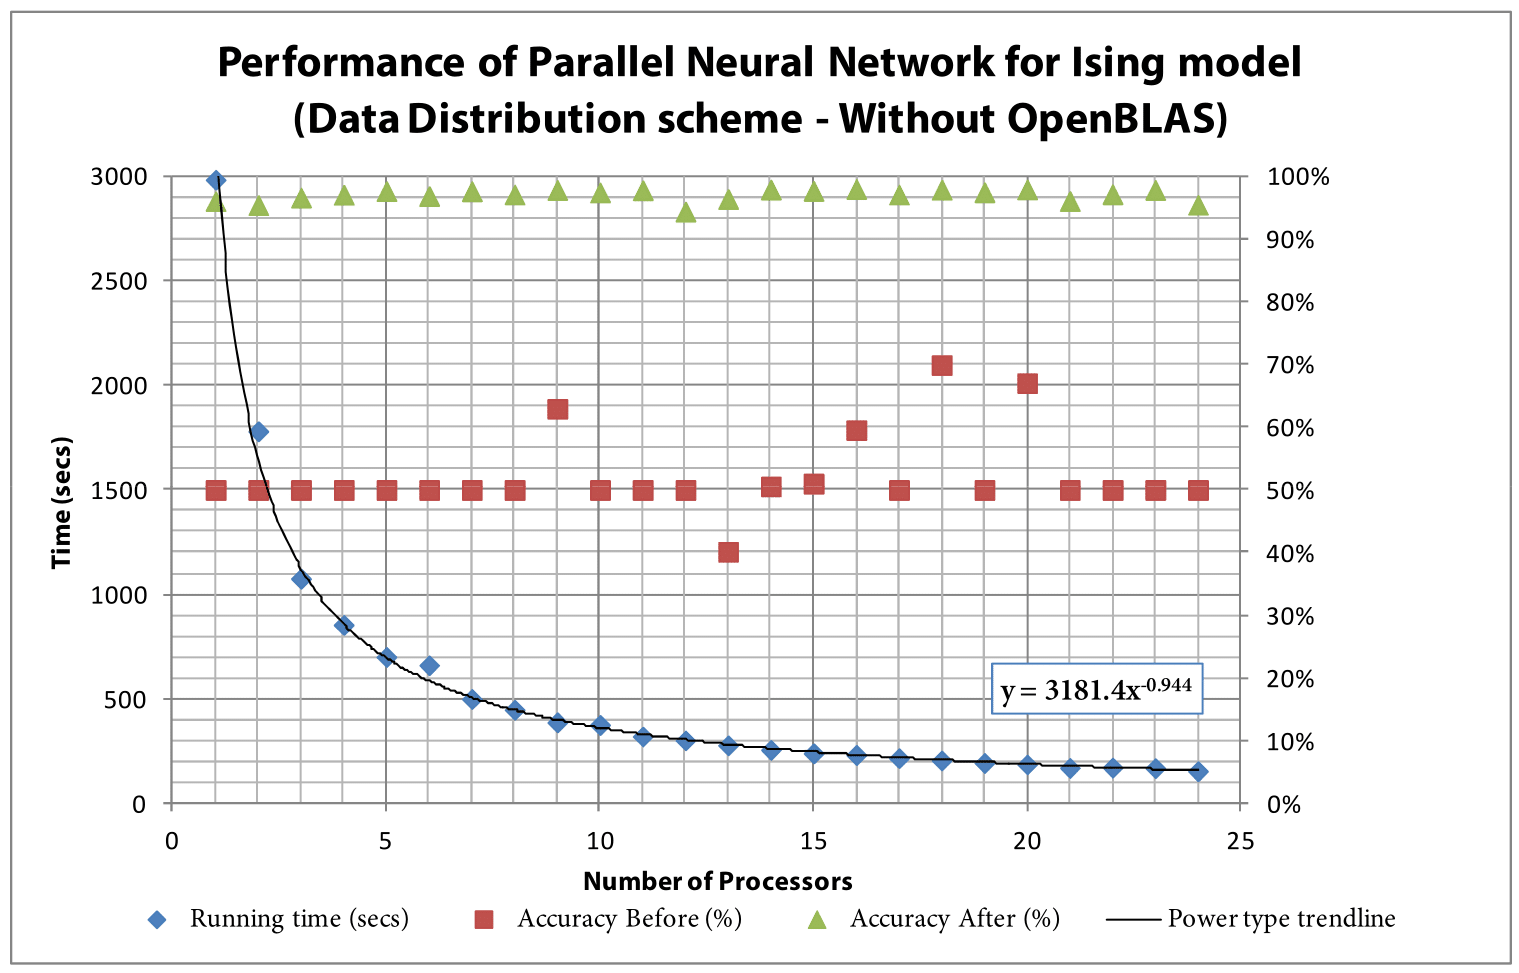 Performance of Parallel Neural Network for Ising model
(Data Distribution scheme - Without OpenBLAS)
3000
2500
2000
1500
1000
500
0
Time (secs)
100%
90%
80%
70%
60%
50%
40%
30%
20%
10%
0%
y = 3181.4x^-0.944
0 5 10 15 20 25
Number of Processors
Running time (secs) Accuracy Before (%) Accuracy After (%) Power type trendline